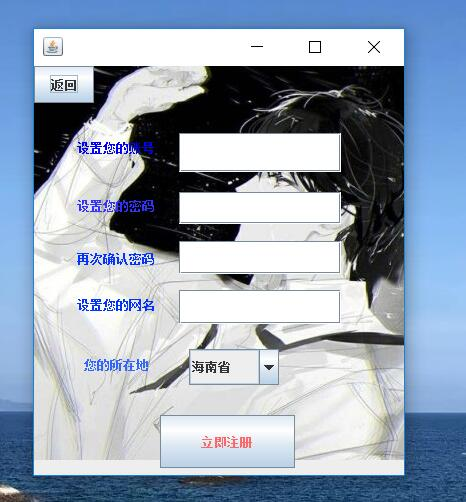 返回
设置您的账号
设置您的密码
再次确认密码
设置您的网名
您的所在地
海南省
立即注册